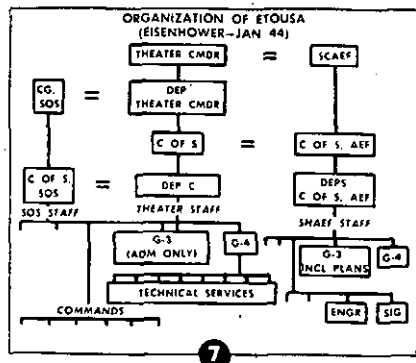 ORGANIZATION OF ETOUSA
(EISENHOWER-JAN 44)
THEATER CMDR
=
SCAEF
CG,
SOS
=
DEP
THEATER CMDR
C OF S
=
C OF S, AEF
C OF S,
SOS
=
DEP C
DEPS
C OF S, AEF
SOS STAFF
THEATER STAFF
SHAEF STAFF
G-3
(ADM ONLY)
G-4
G-3
INCL PLANS
G-4
TECHNICAL SERVICES
COMMANDS
ENGR
SIG
7